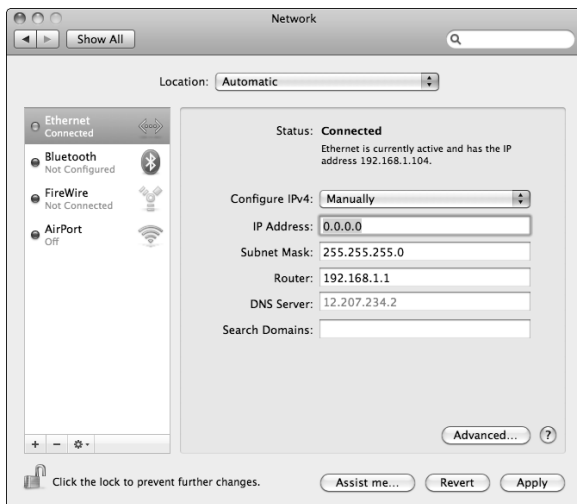 Network
Show All
Location: Automatic
Ethernet
Connected
Bluetooth
Not Configured
FireWire
Not Connected
AirPort
Off
Status: Connected
Ethernet is currently active and has the IP
address 192.168.1.104.
Configure IPv4: Manually
IP Address: 0.0.0.0
Subnet Mask: 255.255.255.0
Router: 192.168.1.1
DNS Server: 12.207.234.2
Search Domains:
Advanced... ?
+ −
Click the lock to prevent further changes.
Assist me... Revert Apply